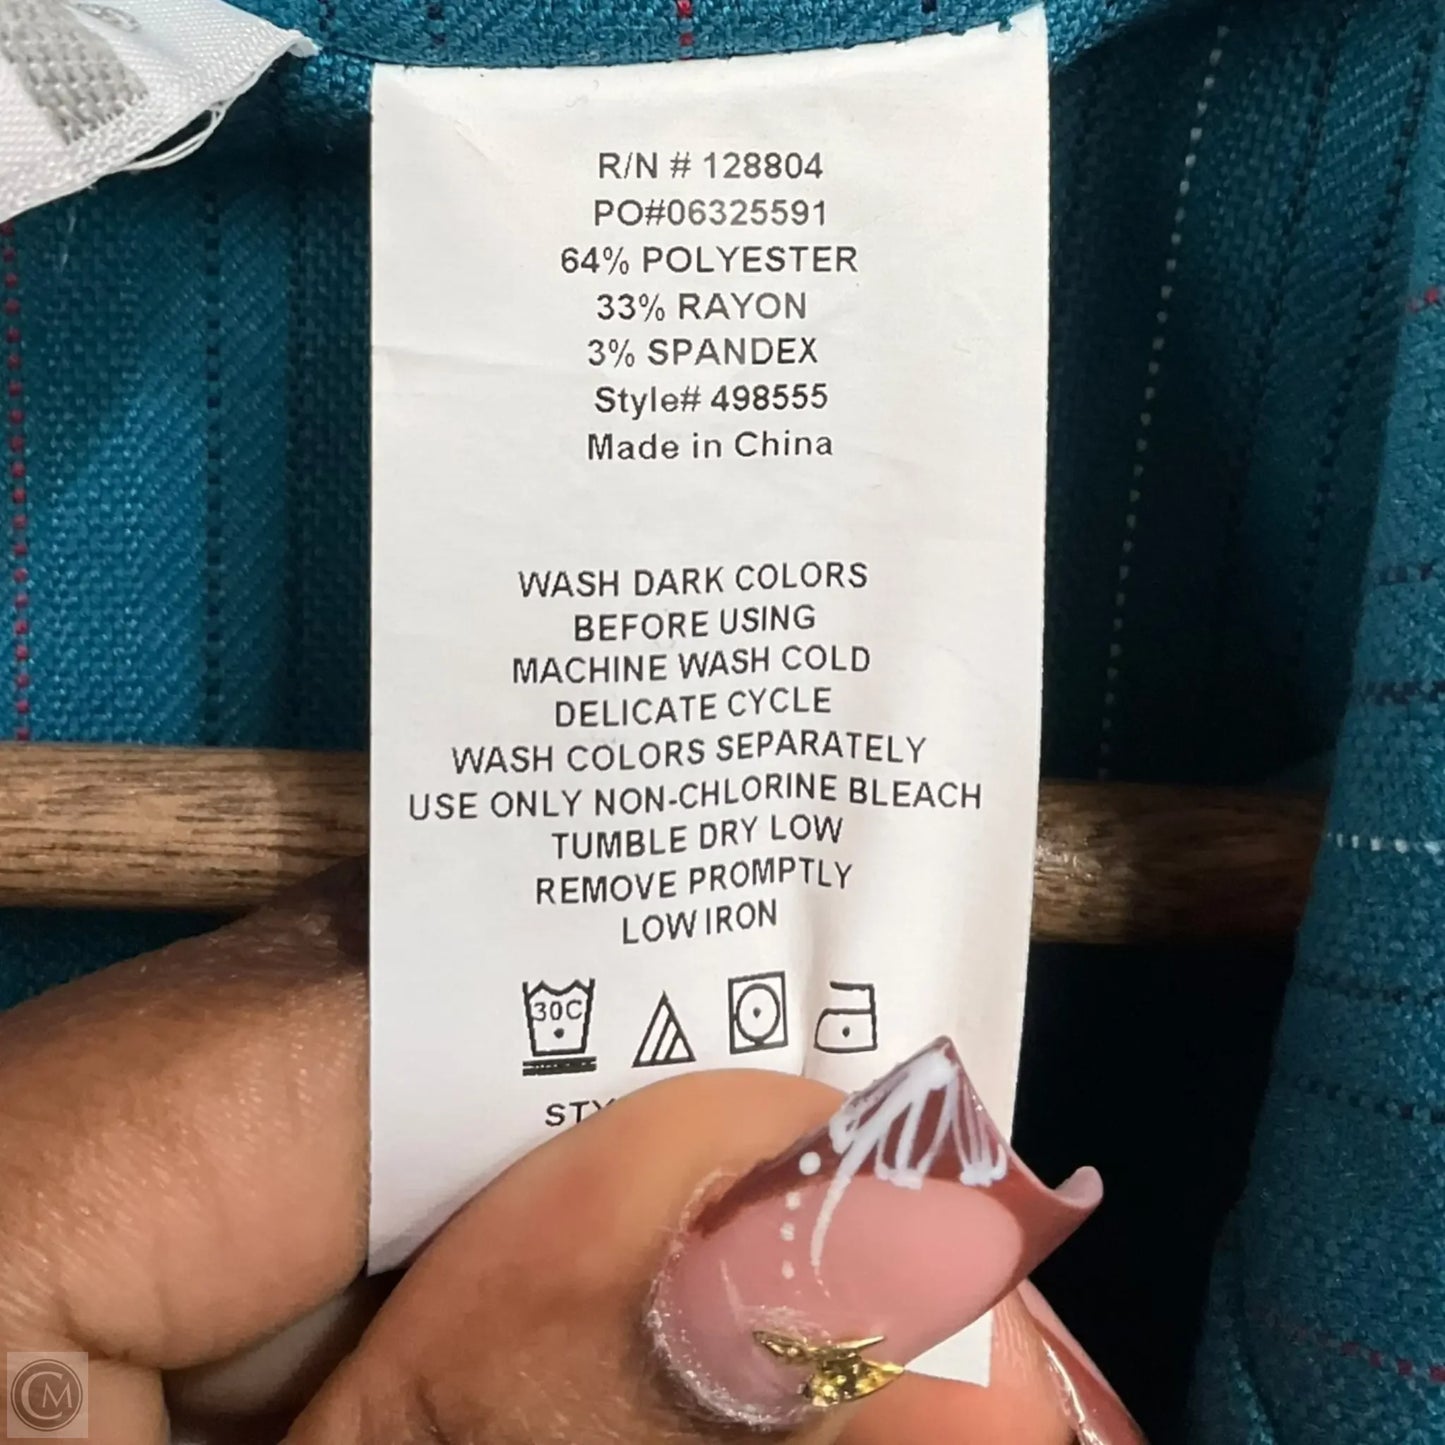 R/N # 128804
PO#06325591
64% POLYESTER
33% RAYON
3% SPANDEX
Style# 498555
Made in China
WASH DARK COLORS
BEFORE USING
MACHINE WASH COLD
DELICATE CYCLE
WASH COLORS SEPARATELY
USE ONLY NON-CHLORINE BLEACH
TUMBLE DRY LOW
REMOVE PROMPTLY
LOW IRON
30C
CM